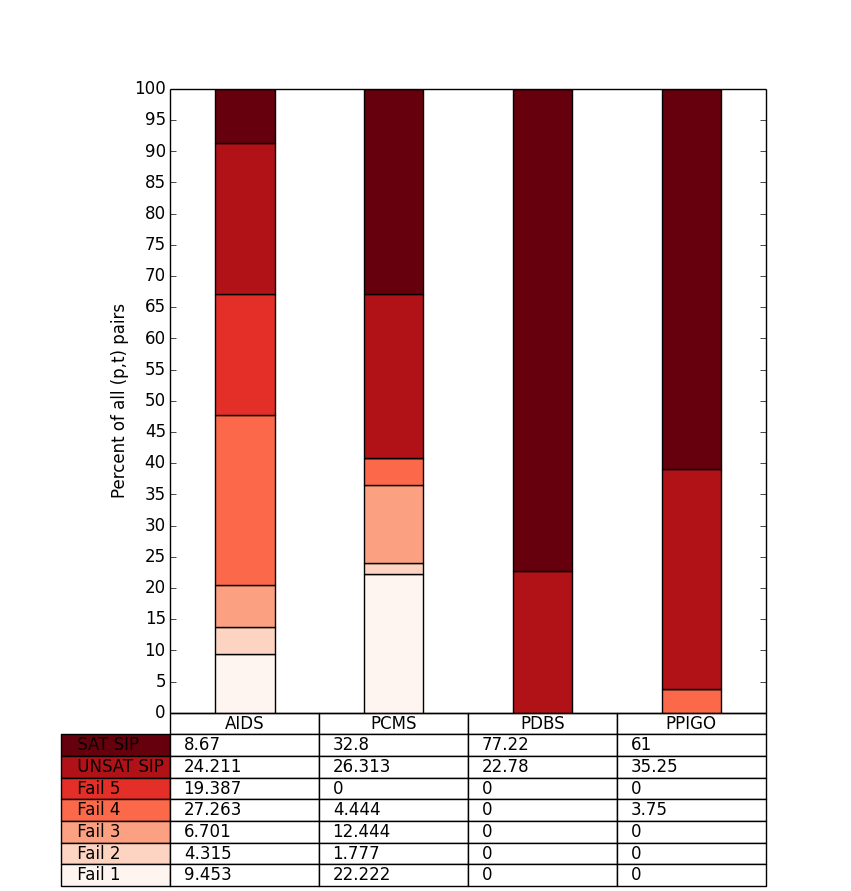 100
95
90
85
80
75
70
65
60
55
50
45
40
35
30
25
20
15
10
5
0
Percent of all (p,t) pairs
AIDS PCMS PDBS PPIGO
SAT SIP 8.67 32.8 77.22 61
UNSAT SIP 24.211 26.313 22.78 35.25
Fail 5 19.387 0 0 0
Fail 4 27.263 4.444 0 3.75
Fail 3 6.701 12.444 0 0
Fail 2 4.315 1.777 0 0
Fail 1 9.453 22.222 0 0